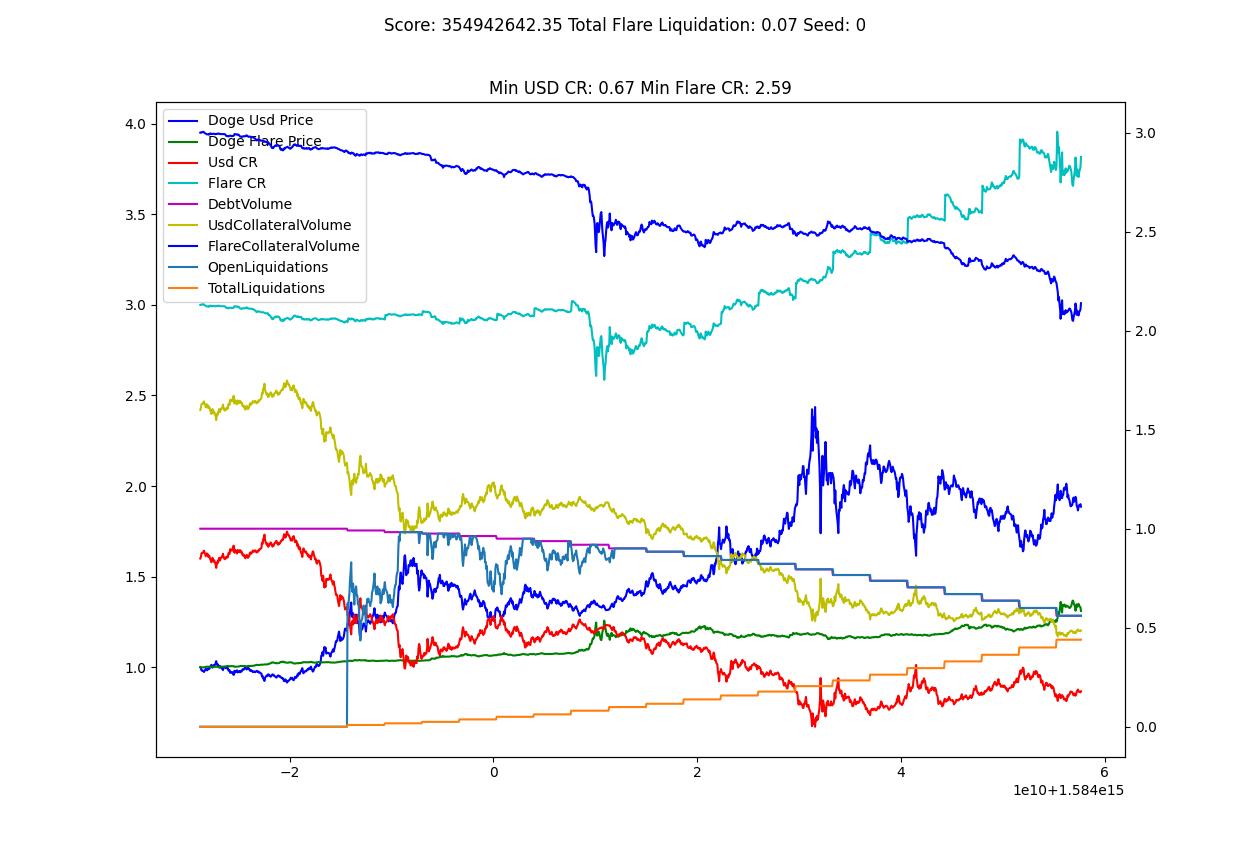 Score: 354942642.35 Total Flare Liquidation: 0.07 Seed: 0
Min USD CR: 0.67 Min Flare CR: 2.59
Doge Usd Price
Doge Flare Price
Usd CR
Flare CR
DebtVolume
UsdCollateralVolume
FlareCollateralVolume
OpenLiquidations
TotalLiquidations
4.0
3.5
3.0
2.5
2.0
1.5
1.0
3.0
2.5
2.0
1.5
1.0
0.5
0.0
−2
0
2
4
6
1e10+1.584e15